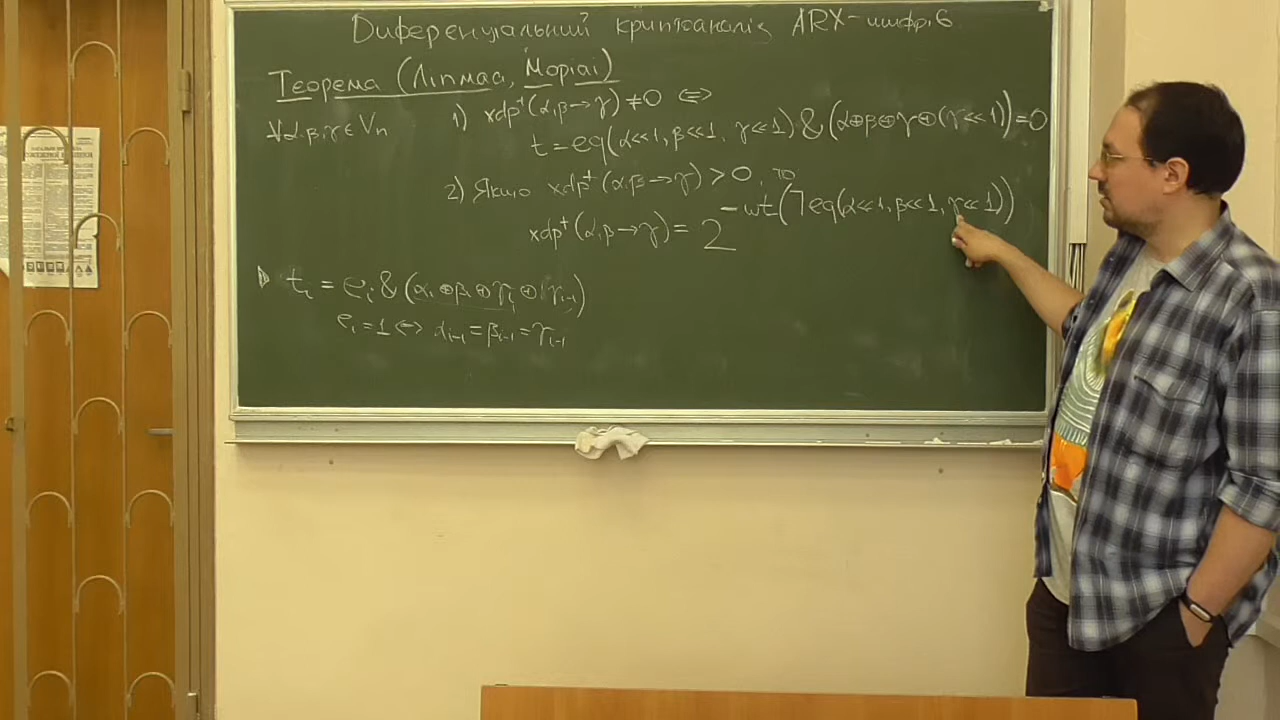 Диференціальний криптоаналіз ARX-шифрів
Теорема (Ліпмаа, Моріаі)
∀α,β,γ ∈ Vn
1) xdp⁺(α,β→γ) ≠ 0 ⇔
t = eq(α≪1, β≪1, γ≪1) & (α⊕β⊕γ⊕(γ≪1)) = 0
2) Якщо xdp⁺(α,β→γ) > 0, то
xdp⁺(α,β→γ) = 2^{-wt(¬eq(α≪1, β≪1, γ≪1))}
tᵢ = eᵢ & (αᵢ ⊕ βᵢ ⊕ γᵢ ⊕ γᵢ₋₁)
eᵢ = 1 ⇔ αᵢ₋₁ = βᵢ₋₁ = γᵢ₋₁